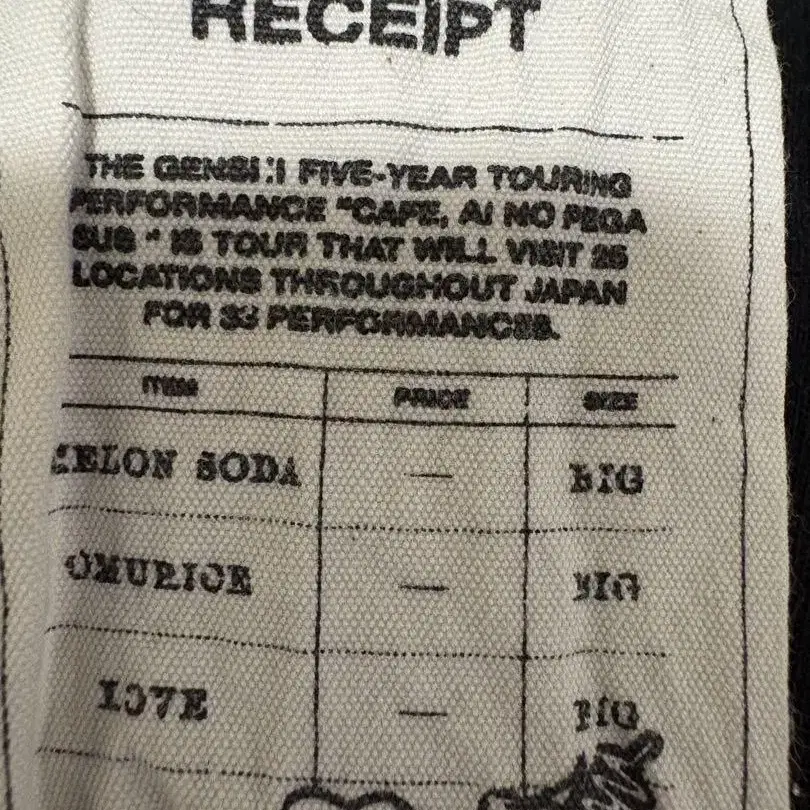 RECEIPT
THE GENSHI FIVE-YEAR TOURING
PERFORMANCE "CAFE, AI NO PEGA
SUS " IS TOUR THAT WILL VISIT 25
LOCATIONS THROUGHOUT JAPAN
FOR 33 PERFORMANCES.
ITEM PRICE SIZE
MELON SODA — BIG
OMURICE — BIG
LOVE — BIG